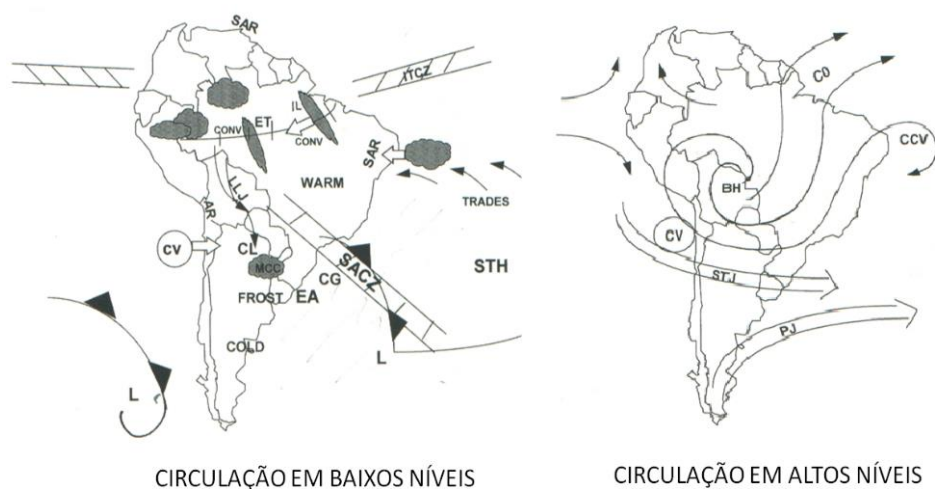 SAR
ITCZ
IL
ET
CONV
CONV
SAR
WARM
TRADES
LLJ
AR
CV
CL
SACZ
STH
MCC
CG
FROST
EA
COLD
L
L
CO
CCV
BH
CV
STJ
PJ
CIRCULAÇÃO EM BAIXOS NÍVEIS
CIRCULAÇÃO EM ALTOS NÍVEIS